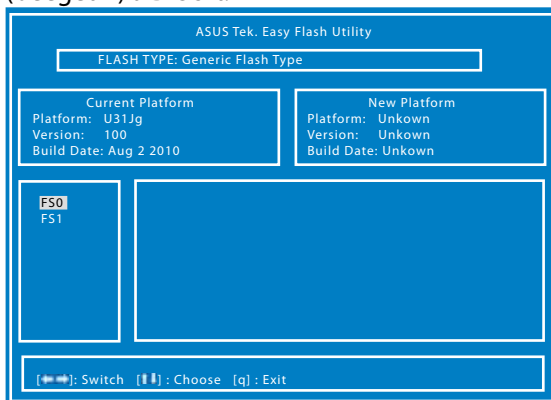 ASUS Tek. Easy Flash Utility
FLASH TYPE: Generic Flash Type
Current Platform
Platform: U31Jg
Version: 100
Build Date: Aug 2 2010
New Platform
Platform: Unkown
Version: Unkown
Build Date: Unkown
FS0
FS1
[←→]: Switch [↑↓] : Choose [q] : Exit